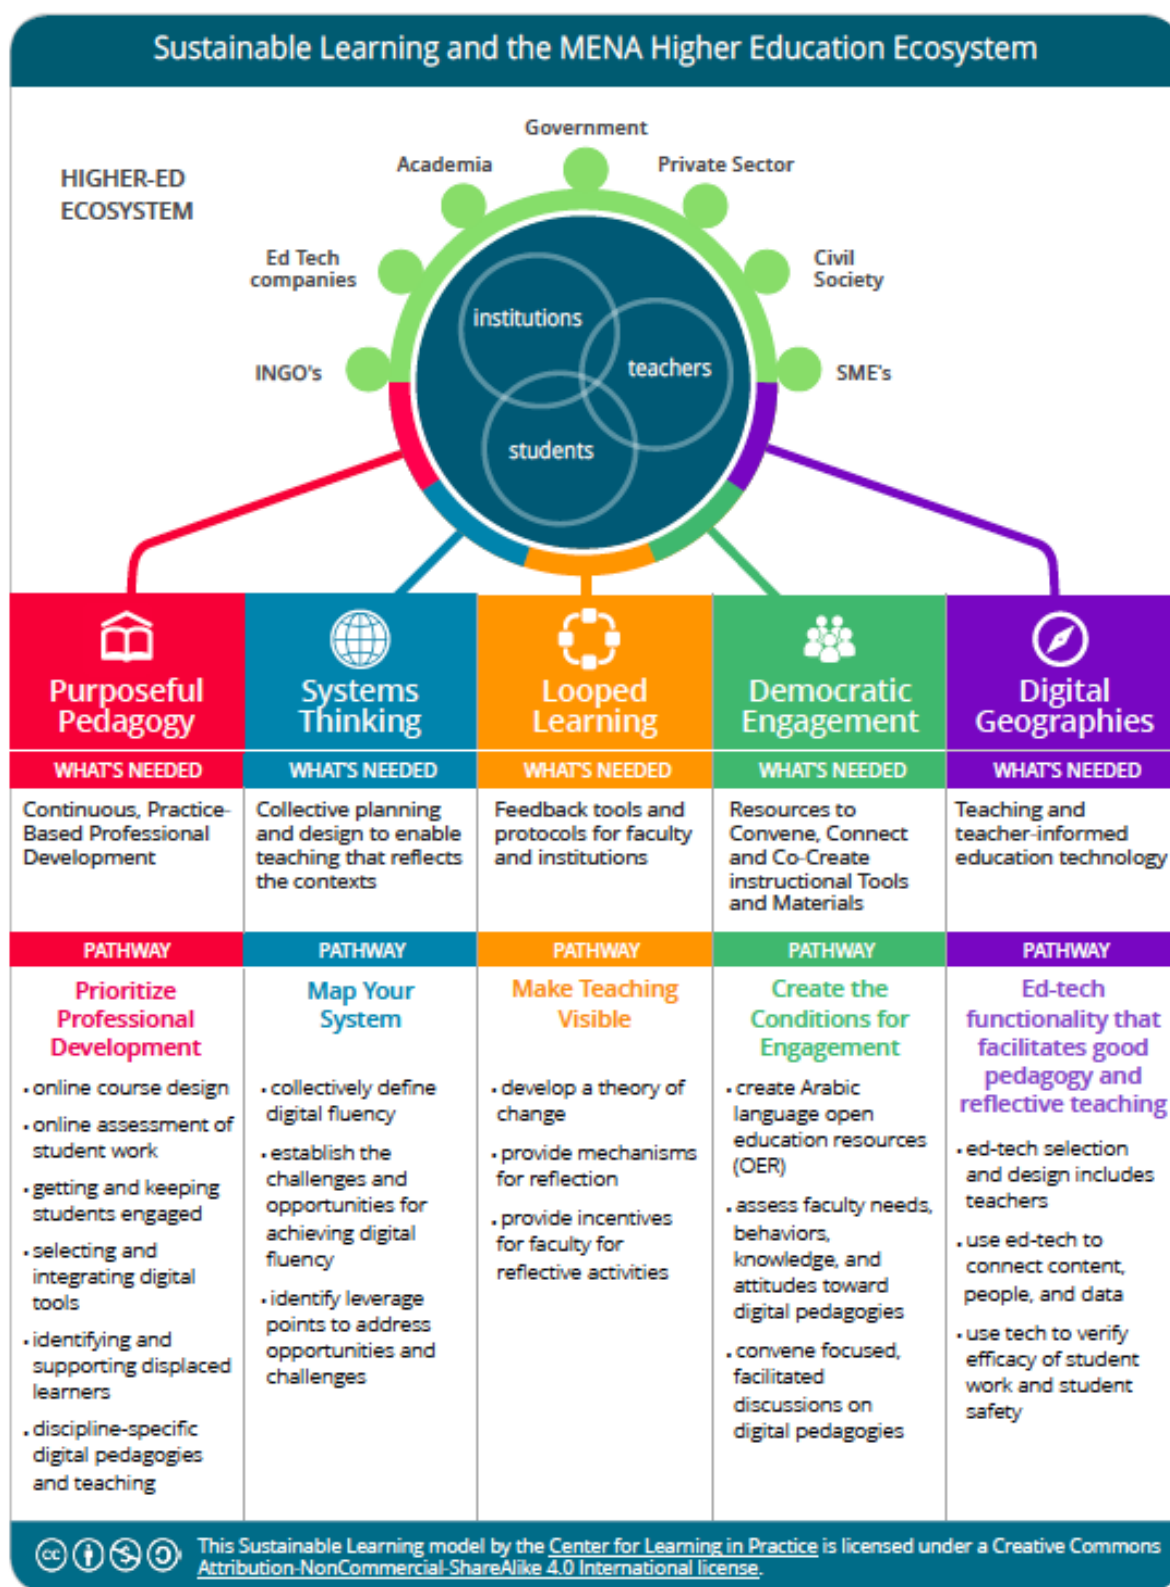 Sustainable Learning and the MENA Higher Education Ecosystem
HIGHER-ED
ECOSYSTEM
Government
Academia
Private Sector
Ed Tech
companies
Civil
Society
INGO's
SME's
institutions
teachers
students
Purposeful
Pedagogy
WHAT'S NEEDED
Continuous, Practice-
Based Professional
Development
PATHWAY
Prioritize
Professional
Development
• online course design
• online assessment of
student work
• getting and keeping
students engaged
• selecting and
integrating digital
tools
• identifying and
supporting displaced
learners
• discipline-specific
digital pedagogies
and teaching
Systems
Thinking
WHAT'S NEEDED
Collective planning
and design to enable
teaching that reflects
the contexts
PATHWAY
Map Your
System
• collectively define
digital fluency
• establish the
challenges and
opportunities for
achieving digital
fluency
• identify leverage
points to address
opportunities and
challenges
Looped
Learning
WHAT'S NEEDED
Feedback tools and
protocols for faculty
and institutions
PATHWAY
Make Teaching
Visible
• develop a theory of
change
• provide mechanisms
for reflection
• provide incentives
for faculty for
reflective activities
Democratic
Engagement
WHAT'S NEEDED
Resources to
Convene, Connect
and Co-Create
instructional Tools
and Materials
PATHWAY
Create the
Conditions for
Engagement
• create Arabic
language open
education resources
(OER)
• assess faculty needs,
behaviors,
knowledge, and
attitudes toward
digital pedagogies
• convene focused,
facilitated
discussions on
digital pedagogies
Digital
Geographies
WHAT'S NEEDED
Teaching and
teacher-informed
education technology
PATHWAY
Ed-tech
functionality that
facilitates good
pedagogy and
reflective teaching
• ed-tech selection
and design includes
teachers
• use ed-tech to
connect content,
people, and data
• use tech to verify
efficacy of student
work and student
safety
cc
This Sustainable Learning model by the Center for Learning in Practice is licensed under a Creative Commons
Attribution-NonCommercial-ShareAlike 4.0 International license.